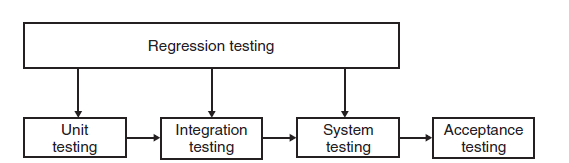 Regression testing
Unit
testing
Integration
testing
System
testing
Acceptance
testing